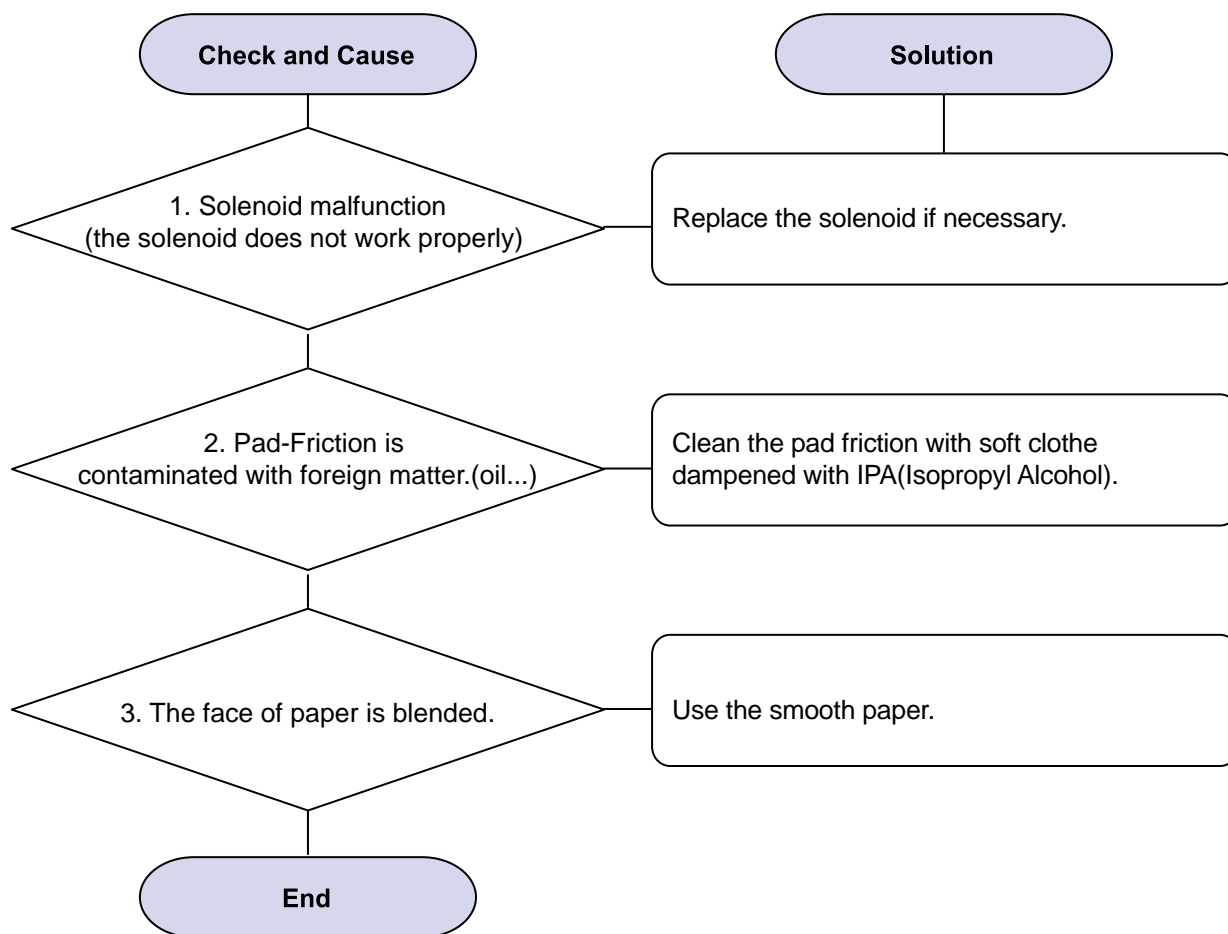 Check and Cause
Solution
1. Solenoid malfunction
(the solenoid does not work properly)
Replace the solenoid if necessary.
2. Pad-Friction is
contaminated with foreign matter.(oil...)
Clean the pad friction with soft clothe
dampened with IPA(Isopropyl Alcohol).
3. The face of paper is blended.
Use the smooth paper.
End